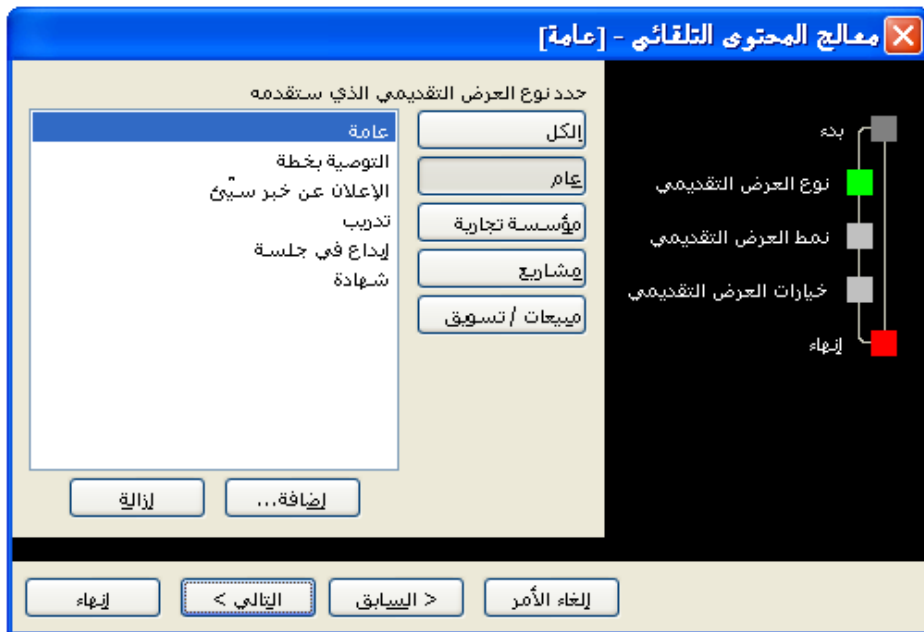 معالج المحتوى التلقائي - [عامة]
بدء
نوع العرض التقديمي
نمط العرض التقديمي
خيارات العرض التقديمي
إنهاء
حدد نوع العرض التقديمي الذي ستقدمه
الكل
عام
مؤسسة تجارية
مشاريع
مبيعات / تسويق
عامة
التوصية بخطة
الإعلان عن خبر سيّئ
تدريب
إبداع في جلسة
شهادة
إضافة...
إزالة
إلغاء الأمر
< السابق
التالي >
إنهاء